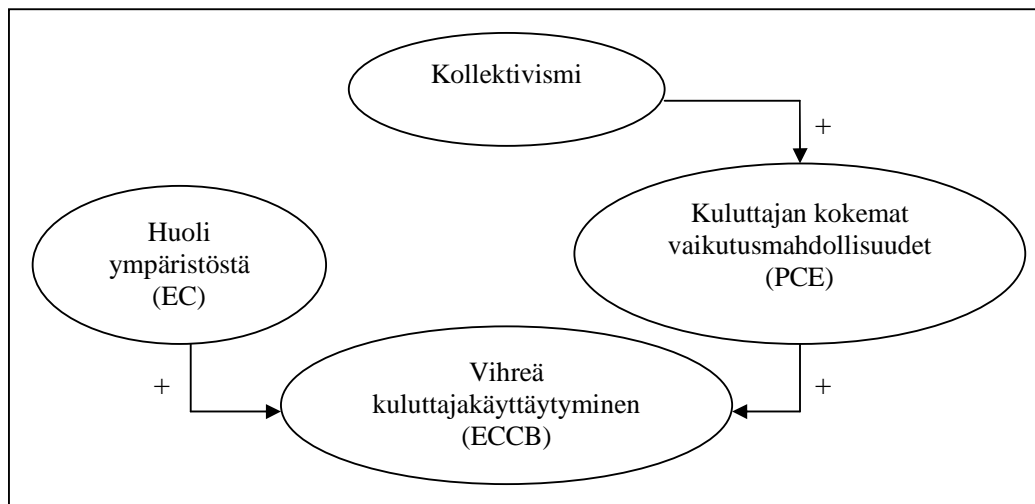 Kollektivismi
+
Kuluttajan kokemat
vaikutusmahdollisuudet
(PCE)
Huoli
ympäristöstä
(EC)
+
+
Vihreä
kuluttajakäyttäytyminen
(ECCB)